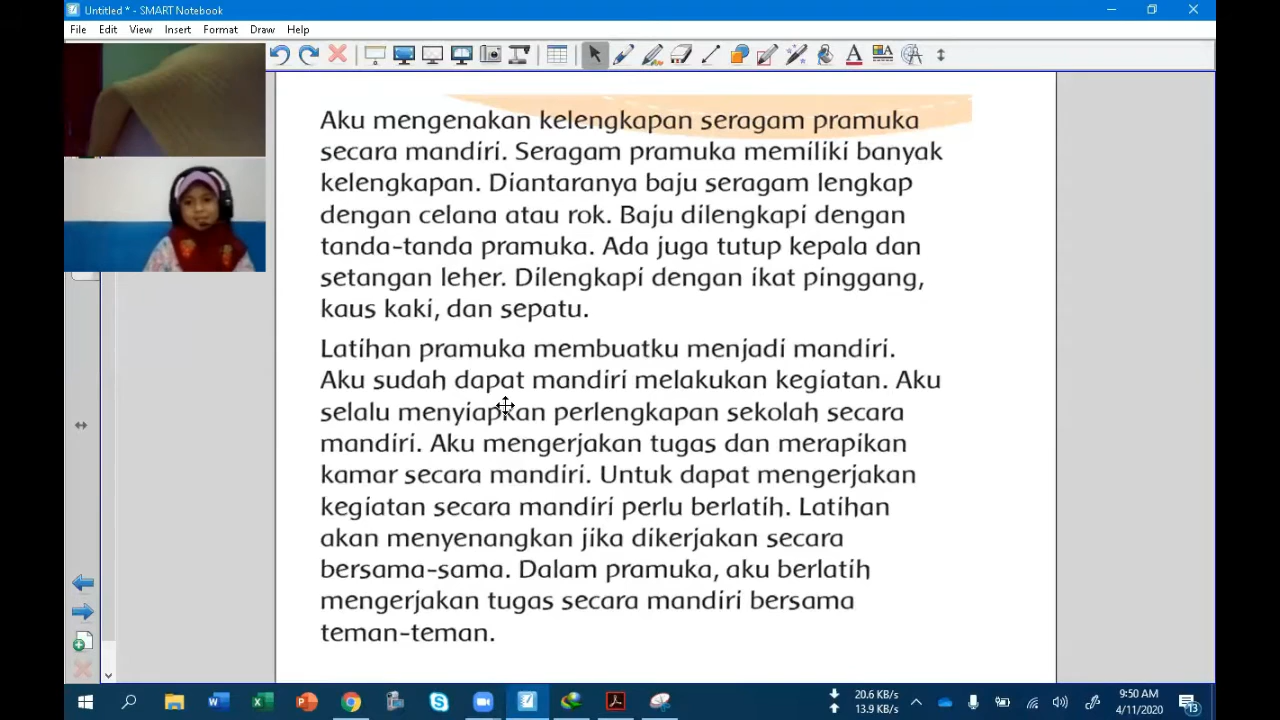 Untitled * - SMART Notebook
File Edit View Insert Format Draw Help
Aku mengenakan kelengkapan seragam pramuka
secara mandiri. Seragam pramuka memiliki banyak
kelengkapan. Diantaranya baju seragam lengkap
dengan celana atau rok. Baju dilengkapi dengan
tanda-tanda pramuka. Ada juga tutup kepala dan
setangan leher. Dilengkapi dengan ikat pinggang,
kaus kaki, dan sepatu.
Latihan pramuka membuatku menjadi mandiri.
Aku sudah dapat mandiri melakukan kegiatan. Aku
selalu menyiapkan perlengkapan sekolah secara
mandiri. Aku mengerjakan tugas dan merapikan
kamar secara mandiri. Untuk dapat mengerjakan
kegiatan secara mandiri perlu berlatih. Latihan
akan menyenangkan jika dikerjakan secara
bersama-sama. Dalam pramuka, aku berlatih
mengerjakan tugas secara mandiri bersama
teman-teman.
20.6 KB/s
13.9 KB/s
9:50 AM
4/11/2020
13